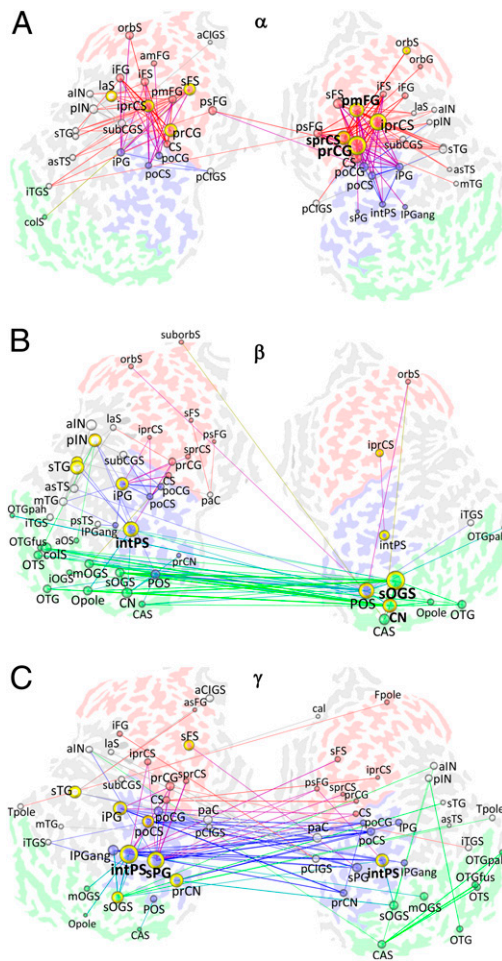 A
α
orbS
aCIGS
amFG
iFG
iFS
sFS
laS
aIN
iprCS
pmFG
psFG
pIN
sTG
subCGS
prCG
asTS
iPG
CS
poCG
poCS
iTGS
pCIGS
colS
orbS
orbG
sFS
iFS
iFG
pmFG
laS
aIN
iprCS
pIN
psFG
sprCS
subCGS
sTG
prCG
CS
iPG
asTS
poCG
mTG
poCS
pCIGS
sPG
intPS
IPGang
B
β
suborbS
orbS
laS
sFS
aIN
iprCS
psFG
pIN
sprCS
sTG
subCGS
prCG
asTS
iPG
CS
poCG
mTG
poCS
paC
OTGpah
iTGS
psTS
IPGang
intPS
OTGfus
aOS
colS
prCN
OTS
mOGS
iOGS
sOGS
POS
OTG
Opole
CN
CAS
orbS
iprCS
intPS
iTGS
OTGpah
POS
sOGS
CN
Opole
OTG
CAS
C
γ
aCIGS
asFG
iFG
sFS
laS
aIN
iprCS
sTG
subCGS
prCG
sprCS
Tpole
iPG
CS
poCG
mTG
poCS
paC
iTGS
pCIGS
IPGang
intPS
sPG
mOGS
prCN
sOGS
POS
Opole
CAS
cal
Fpole
sFS
aIN
iprCS
pIN
psFG
sprCS
prCG
sTG
Tpole
CS
poCG
iPG
asTS
paC
poCS
iTGS
pCIGS
intPS
OTGpah
sPG
IPGang
OTGfus
prCN
OTS
sOGS
mOGS
OTG
CAS